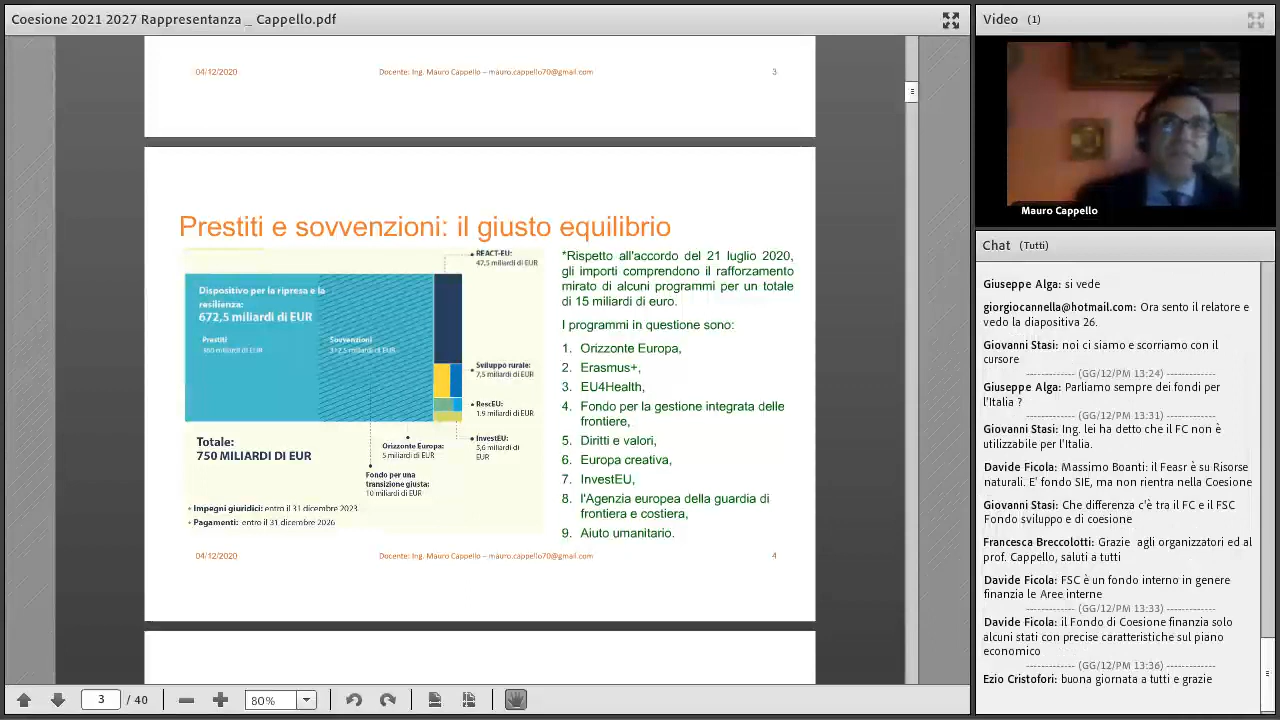 Coesione 2021 2027 Rappresentanza _ Cappello.pdf
04/12/2020
Docente: Ing. Mauro Cappello – mauro.cappello70@gmail.com
3
Prestiti e sovvenzioni: il giusto equilibrio
REACT-EU:
47,5 miliardi di EUR
Dispositivo per la ripresa e la
resilienza:
672,5 miliardi di EUR
Prestiti
360 miliardi di EUR
Sovvenzioni
312,5 miliardi di EUR
Sviluppo rurale:
7,5 miliardi di EUR
RescEU:
1.9 miliardi di EUR
InvestEU:
5,6 miliardi di
EUR
Orizzonte Europa:
5 miliardi di EUR
Fondo per una
transizione giusta:
10 miliardi di EUR
Totale:
750 MILIARDI DI EUR
• Impegni giuridici: entro il 31 dicembre 2023
• Pagamenti: entro il 31 dicembre 2026
*Rispetto all'accordo del 21 luglio 2020,
gli importi comprendono il rafforzamento
mirato di alcuni programmi per un totale
di 15 miliardi di euro.
I programmi in questione sono:
1. Orizzonte Europa,
2. Erasmus+,
3. EU4Health,
4. Fondo per la gestione integrata delle
frontiere,
5. Diritti e valori,
6. Europa creativa,
7. InvestEU,
8. l'Agenzia europea della guardia di
frontiera e costiera,
9. Aiuto umanitario.
04/12/2020
Docente: Ing. Mauro Cappello – mauro.cappello70@gmail.com
4
3 / 40
80%
Video (1)
Mauro Cappello
Chat (Tutti)
Giuseppe Alga: si vede
giorgiocannella@hotmail.com: Ora sento il relatore e
vedo la diapositiva 26.
Giovanni Stasi: noi ci siamo e scorriamo con il
cursore
------------- (GG/12/PM 13:24) -------------
Giuseppe Alga: Parliamo sempre dei fondi per
l'Italia ?
------------- (GG/12/PM 13:31) -------------
Giovanni Stasi: Ing. lei ha detto che il FC non è
utilizzabile per l'Italia.
Davide Ficola: Massimo Boanti: il Feasr è su Risorse
naturali. E' fondo SIE, ma non rientra nella Coesione
Giovanni Stasi: Che differenza c'è tra il FC e il FSC
Fondo sviluppo e di coesione
Francesca Breccolotti: Grazie agli organizzatori ed al
prof. Cappello, saluti a tutti
Davide Ficola: FSC è un fondo interno in genere
finanzia le Aree interne
------------- (GG/12/PM 13:33) -------------
Davide Ficola: il Fondo di Coesione finanzia solo
alcuni stati con precise caratteristiche sul piano
economico
------------- (GG/12/PM 13:36) -------------
Ezio Cristofori: buona giornata a tutti e grazie